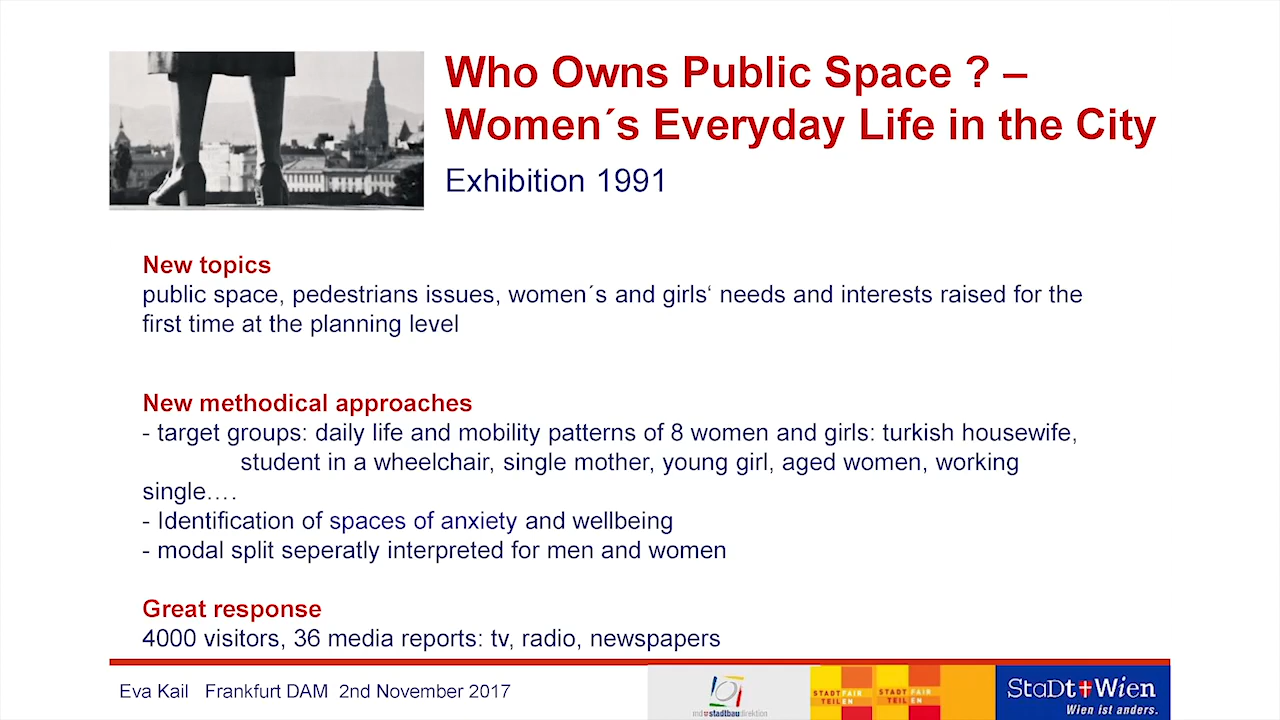 Who Owns Public Space ? –
Women´s Everyday Life in the City
Exhibition 1991
New topics
public space, pedestrians issues, women´s and girls‘ needs and interests raised for the
first time at the planning level
New methodical approaches
- target groups: daily life and mobility patterns of 8 women and girls: turkish housewife,
student in a wheelchair, single mother, young girl, aged women, working
single….
- Identification of spaces of anxiety and wellbeing
- modal split seperatly interpreted for men and women
Great response
4000 visitors, 36 media reports: tv, radio, newspapers
Eva Kail Frankfurt DAM 2nd November 2017
md stadtbaudirektion
STADT FAIR
TEILEN
STADT FAIR
TEILEN
StaDt Wien
Wien ist anders.